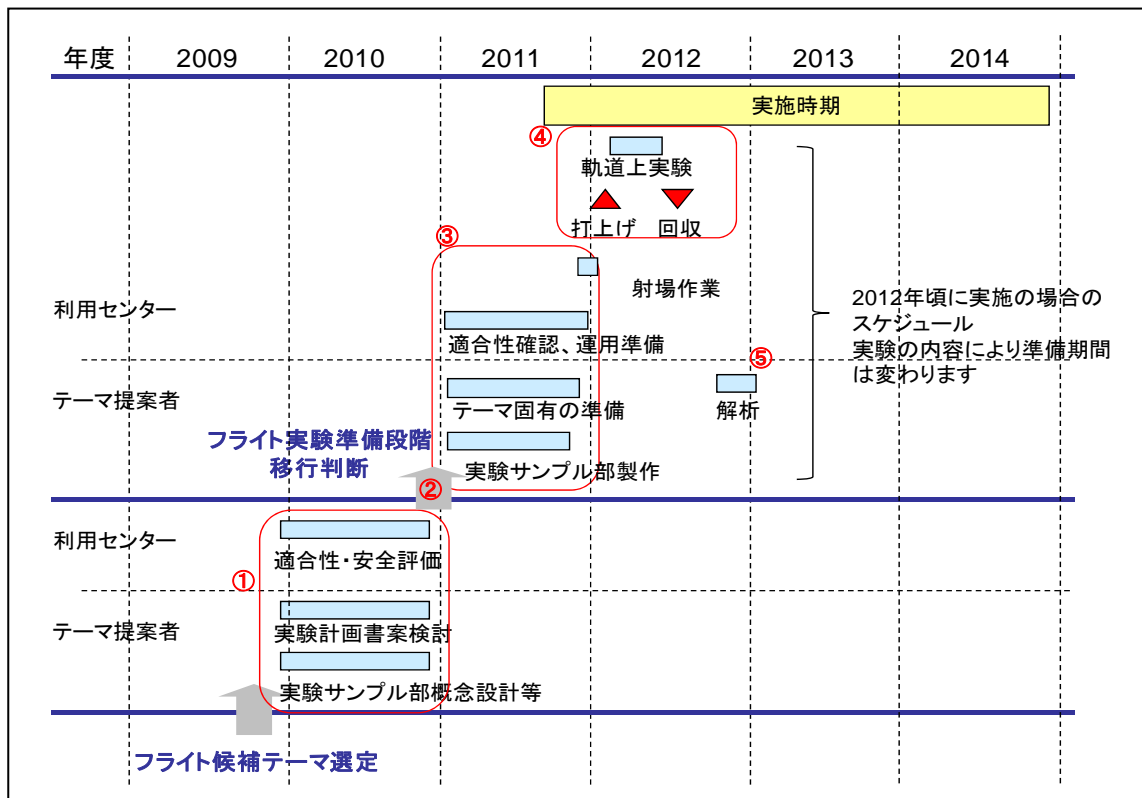 年度 2009 2010 2011 2012 2013 2014
実施時期
④
軌道上実験
打上げ 回収
③
射場作業
利用センター
適合性確認、運用準備
2012年頃に実施の場合の
スケジュール
実験の内容により準備期間
は変わります
⑤
テーマ提案者
テーマ固有の準備
解析
フライト実験準備段階
移行判断
実験サンプル部製作
②
利用センター
適合性・安全評価
①
テーマ提案者
実験計画書案検討
実験サンプル部概念設計等
フライト候補テーマ選定